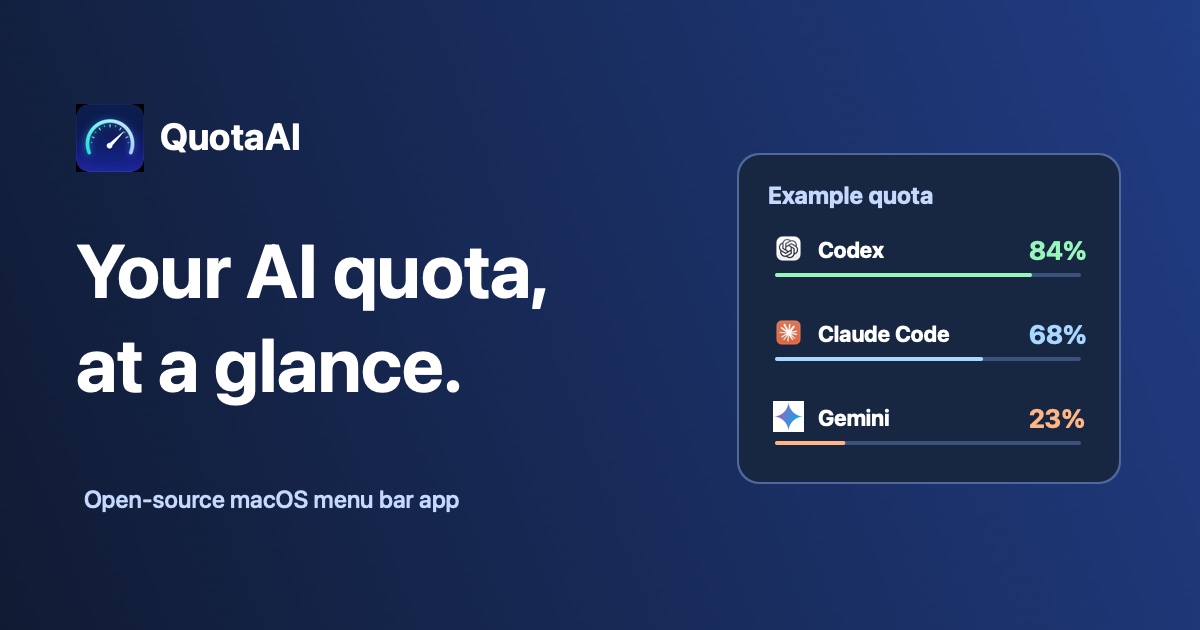 QuotaAI
Your AI quota,
at a glance.
Open-source macOS menu bar app
Example quota
Codex 84%
Claude Code 68%
Gemini 23%